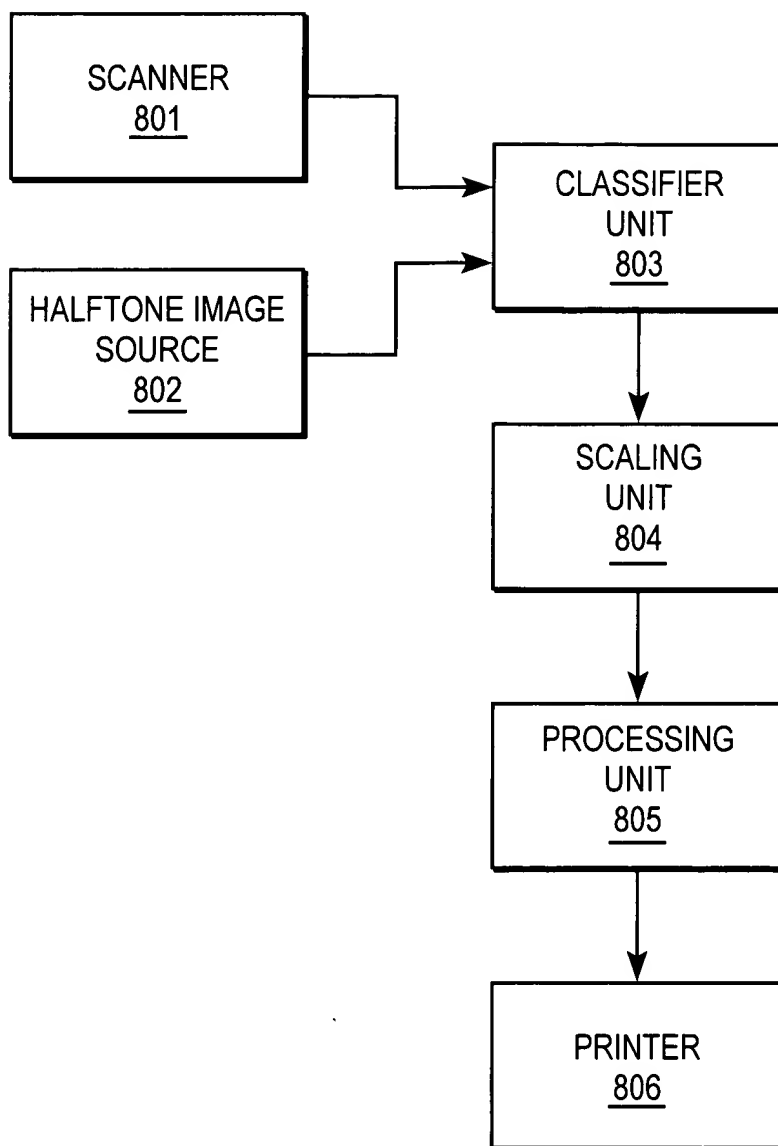 SCANNER
801
HALFTONE IMAGE
SOURCE
802
CLASSIFIER
UNIT
803
SCALING
UNIT
804
PROCESSING
UNIT
805
PRINTER
806